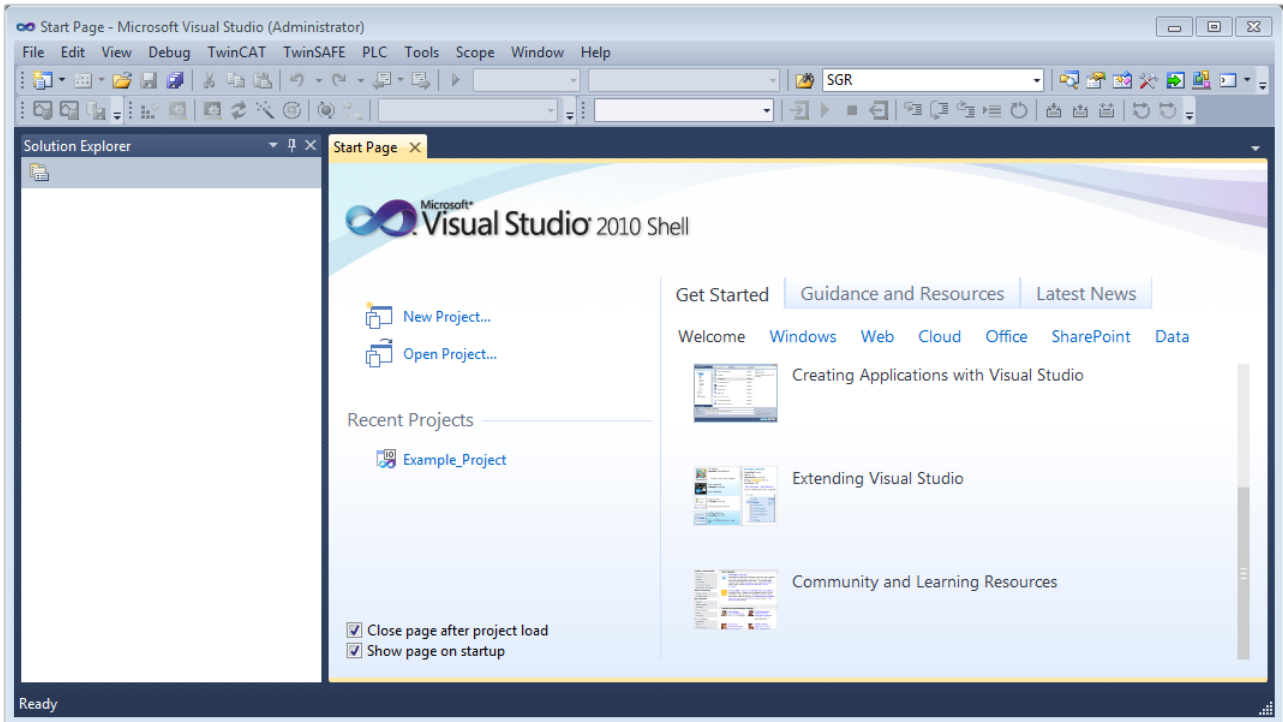 Start Page - Microsoft Visual Studio (Administrator)
File Edit View Debug TwinCAT TwinSAFE PLC Tools Scope Window Help
SGR
Solution Explorer
Start Page
Microsoft®
Visual Studio 2010 Shell
Get Started
Guidance and Resources
Latest News
New Project...
Open Project...
Recent Projects
Example_Project
Close page after project load
Show page on startup
Welcome Windows Web Cloud Office SharePoint Data
Creating Applications with Visual Studio
Extending Visual Studio
Community and Learning Resources
Ready